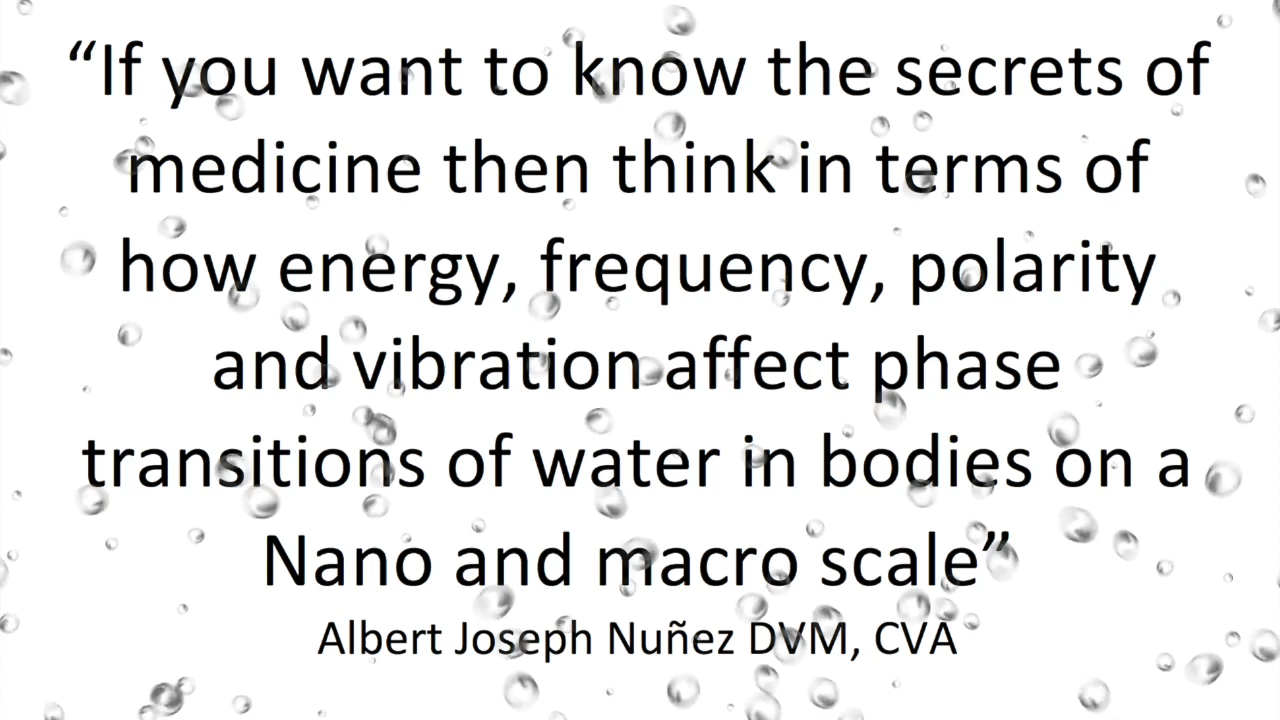 “If you want to know the secrets of
medicine then think in terms of
how energy, frequency, polarity
and vibration affect phase
transitions of water in bodies on a
Nano and macro scale”
Albert Joseph Nuñez DVM, CVA